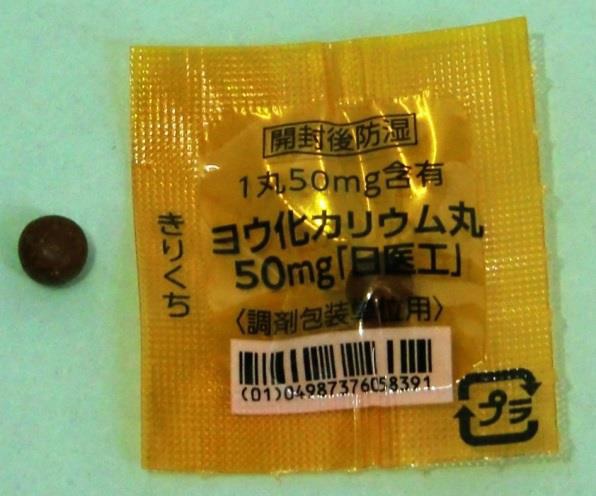 開封後防湿
1丸50mg含有
ヨウ化カリウム丸
50mg「日医工」
〈調剤包装単位用〉
(01)04987376058391
きりくち
プラ